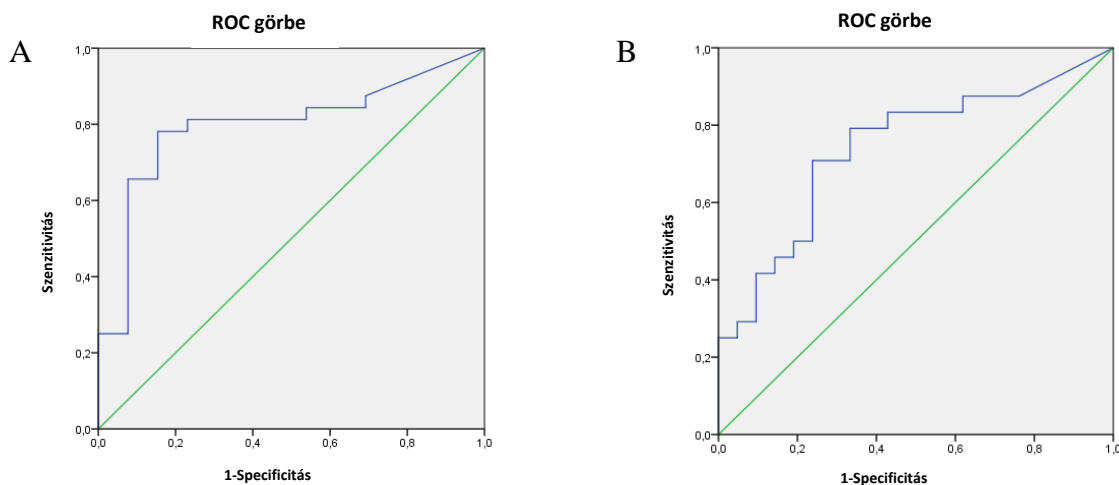 A
ROC görbe
Szenzitivitás
1,0
0,8
0,6
0,4
0,2
0,0
0,0 0,2 0,4 0,6 0,8 1,0
1-Specificitás
B
ROC görbe
Szenzitivitás
1,0
0,8
0,6
0,4
0,2
0,0
0,0 0,2 0,4 0,6 0,8 1,0
1-Specificitás